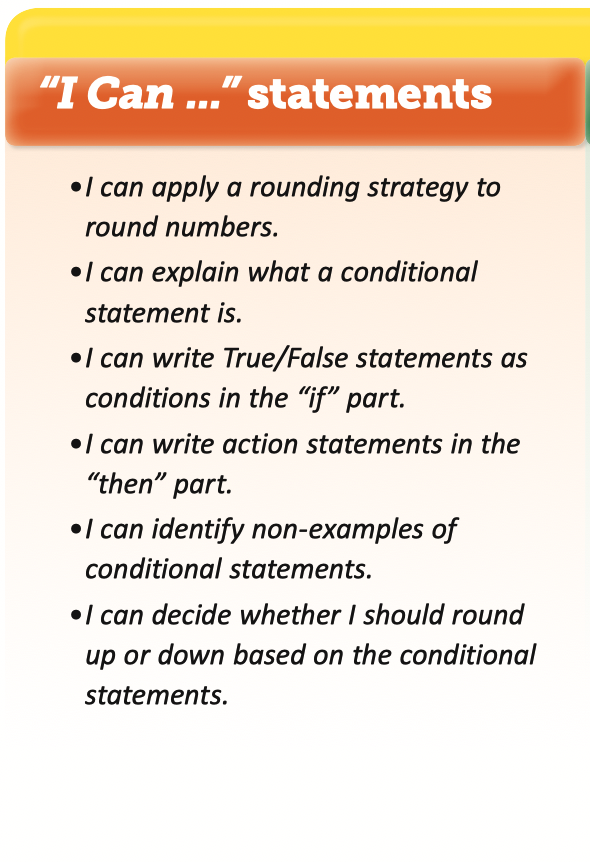 “I Can ...” statements
•I can apply a rounding strategy to
round numbers.
•I can explain what a conditional
statement is.
•I can write True/False statements as
conditions in the “if” part.
•I can write action statements in the
“then” part.
•I can identify non-examples of
conditional statements.
•I can decide whether I should round
up or down based on the conditional
statements.